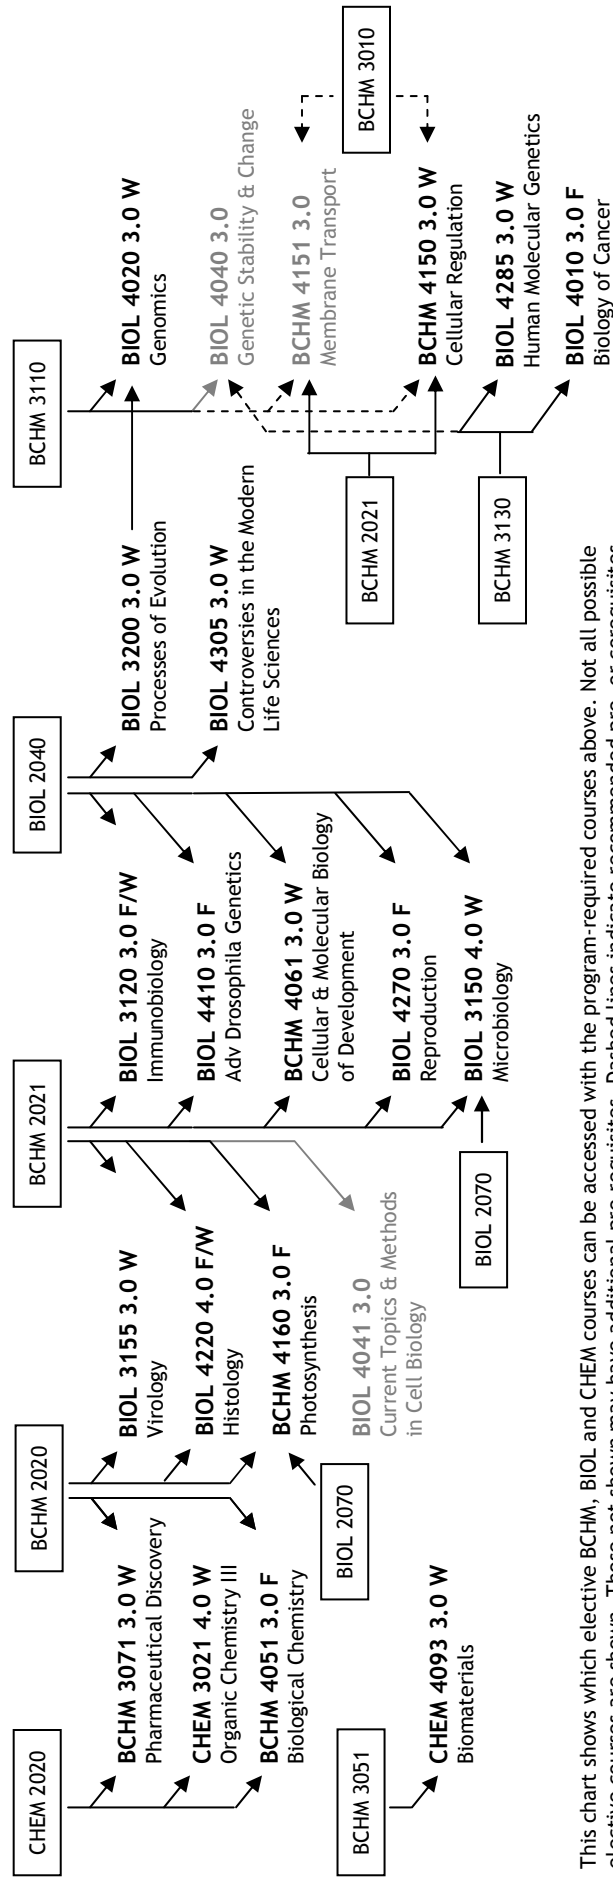 CHEM 2020
BCHM 3071 3.0 W
Pharmaceutical Discovery
CHEM 3021 4.0 W
Organic Chemistry III
BCHM 4051 3.0 F
Biological Chemistry
BCHM 3051
CHEM 4093 3.0 W
Biomaterials
BCHM 2020
BIOL 3155 3.0 W
Virology
BIOL 4220 4.0 F/W
Histology
BCHM 4160 3.0 F
Photosynthesis
BIOL 2070
BIOL 4041 3.0
Current Topics & Methods
in Cell Biology
BCHM 2021
BIOL 3120 3.0 F/W
Immunobiology
BIOL 4410 3.0 F
Adv Drosophila Genetics
BCHM 4061 3.0 W
Cellular & Molecular Biology
of Development
BIOL 4270 3.0 F
Reproduction
BIOL 3150 4.0 W
Microbiology
BIOL 2070
BIOL 2040
BIOL 3200 3.0 W
Processes of Evolution
BIOL 4305 3.0 W
Controversies in the Modern
Life Sciences
BCHM 3110
BIOL 4020 3.0 W
Genomics
BIOL 4040 3.0
Genetic Stability & Change
BCHM 4151 3.0
Membrane Transport
BCHM 3010
BCHM 2021
BCHM 4150 3.0 W
Cellular Regulation
BCHM 3130
BIOL 4285 3.0 W
Human Molecular Genetics
BIOL 4010 3.0 F
Biology of Cancer
This chart shows which elective BCHM, BIOL and CHEM courses can be accessed with the program-required courses above. Not all possible
elective courses are shown. Those not shown may have additional pre-requisites. Dashed lines indicate recommended pre- or corequisites